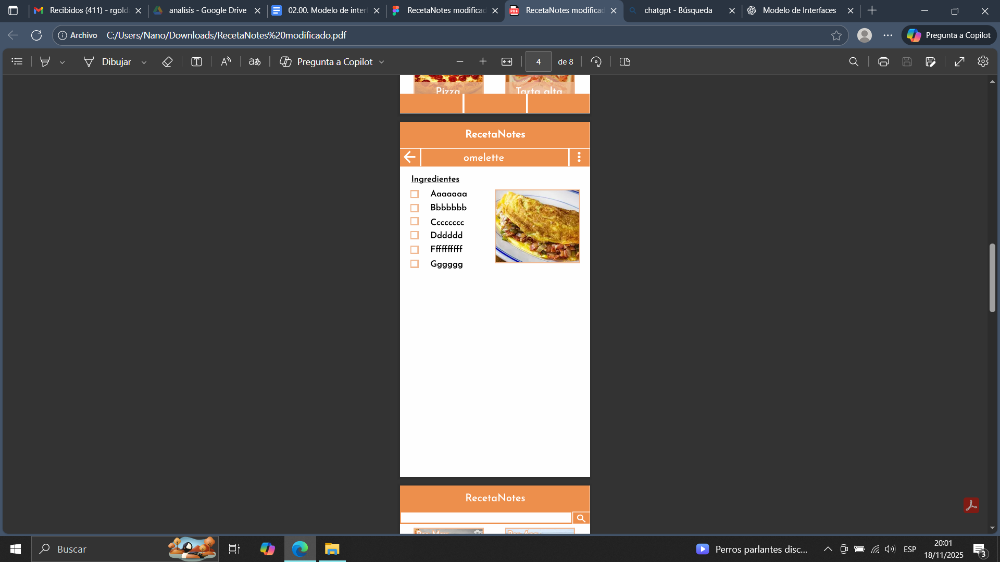 Recibidos (411) - rgold
analisis - Google Drive
02.00. Modelo de inter
RecetaNotes modificad
RecetaNotes modificad
chatgpt - Búsqueda
Modelo de Interfaces
Archivo
C:/Users/Nano/Downloads/RecetaNotes%20modificado.pdf
Pregunta a Copilot
Dibujar
Pregunta a Copilot
4
de 8
Pizza
Tarta alta
RecetaNotes
omelette
Ingredientes
Aaaaaaa
Bbbbbbb
Cccccccc
Dddddd
Fffffffff
Gggggg
RecetaNotes
Buscar
Perros parlantes disc...
ESP
20:01
18/11/2025
3